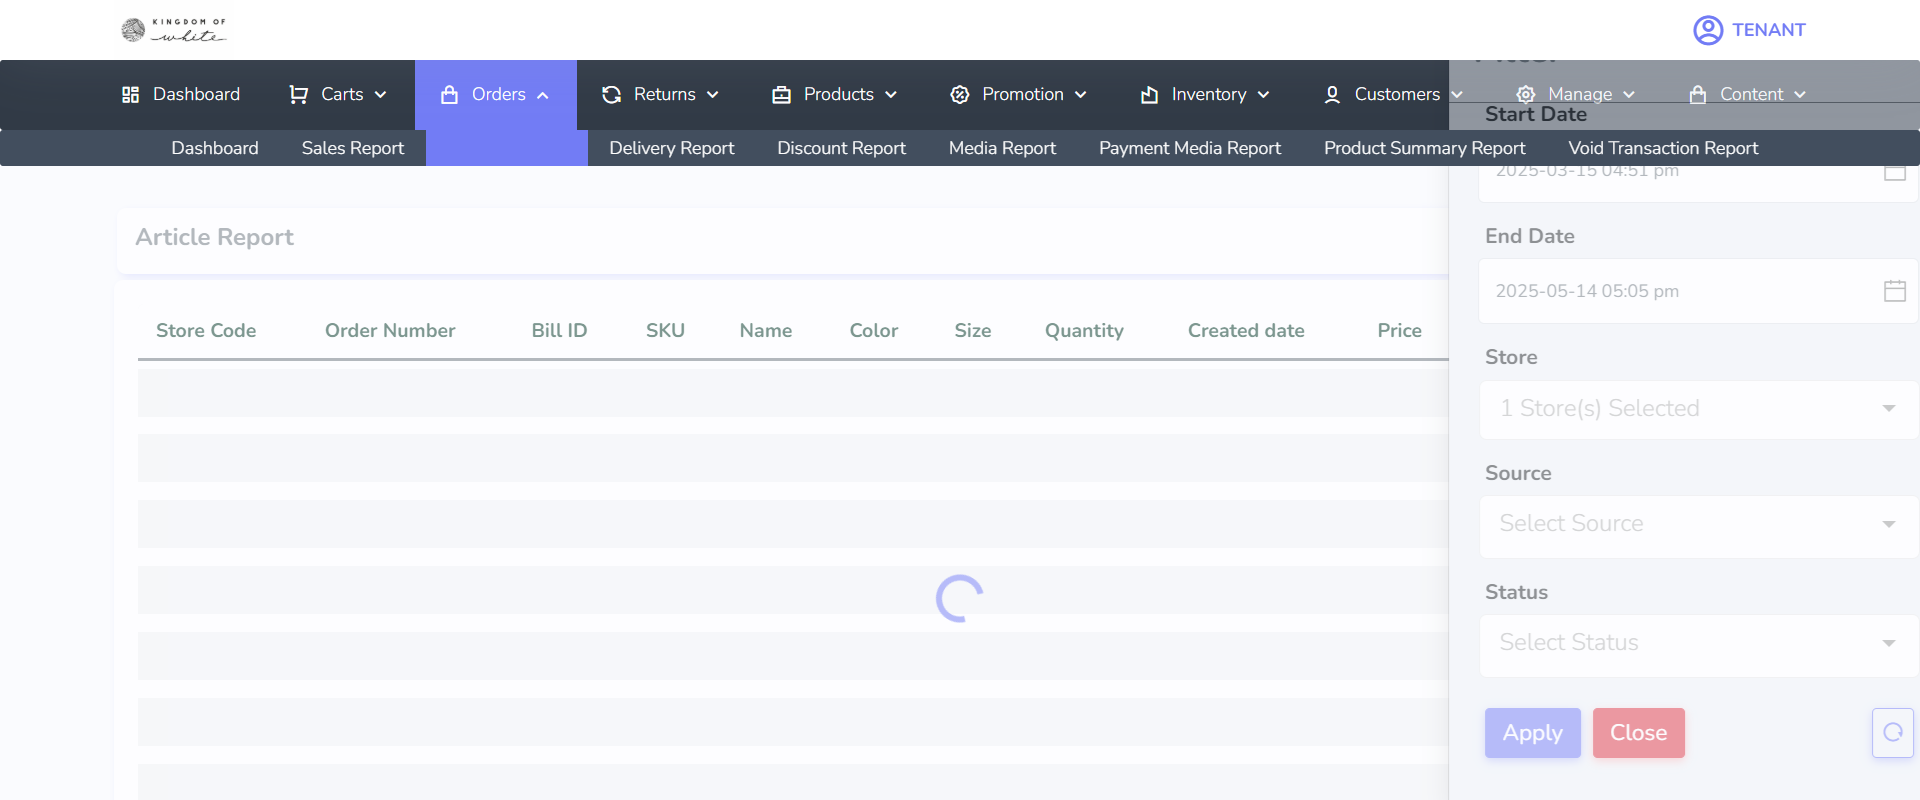 KINGDOM OF
white
TENANT
Dashboard Carts Orders Returns Products Promotion Inventory Customers Manage Content
Dashboard Sales Report Delivery Report Discount Report Media Report Payment Media Report Product Summary Report Void Transaction Report
Article Report
Store Code Order Number Bill ID SKU Name Color Size Quantity Created date Price
Start Date
2025-03-15 04:51 pm
End Date
2025-05-14 05:05 pm
Store
1 Store(s) Selected
Source
Select Source
Status
Select Status
Apply Close